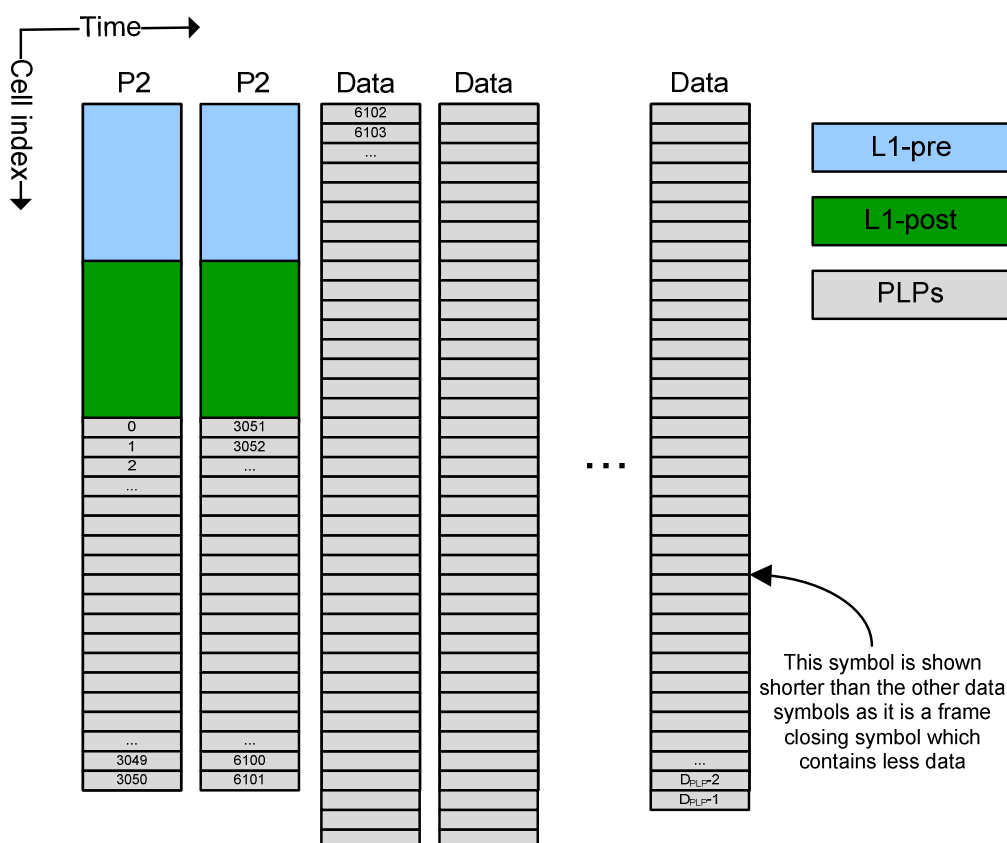 Time
Cell index
P2
P2
Data
Data
Data
6102
6103
...
L1-pre
L1-post
PLPs
0
1
2
...
3051
3052
...
...
...
3049
3050
...
6100
6101
...
D_PLP-2
D_PLP-1
This symbol is shown
shorter than the other data
symbols as it is a frame
closing symbol which
contains less data